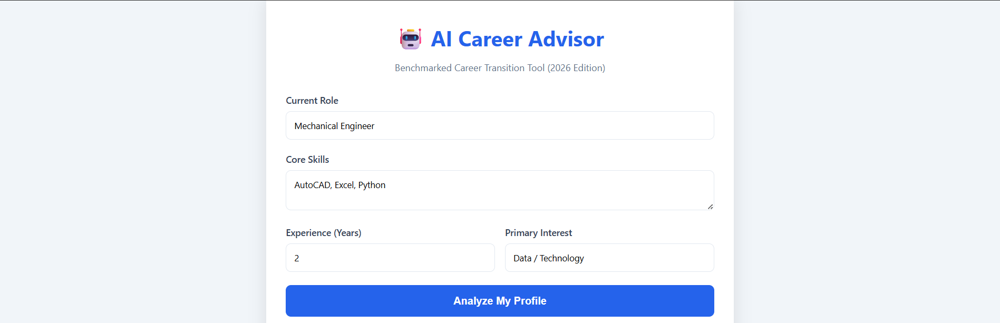 AI Career Advisor
Benchmarked Career Transition Tool (2026 Edition)
Current Role
Mechanical Engineer
Core Skills
AutoCAD, Excel, Python
Experience (Years)
2
Primary Interest
Data / Technology
Analyze My Profile